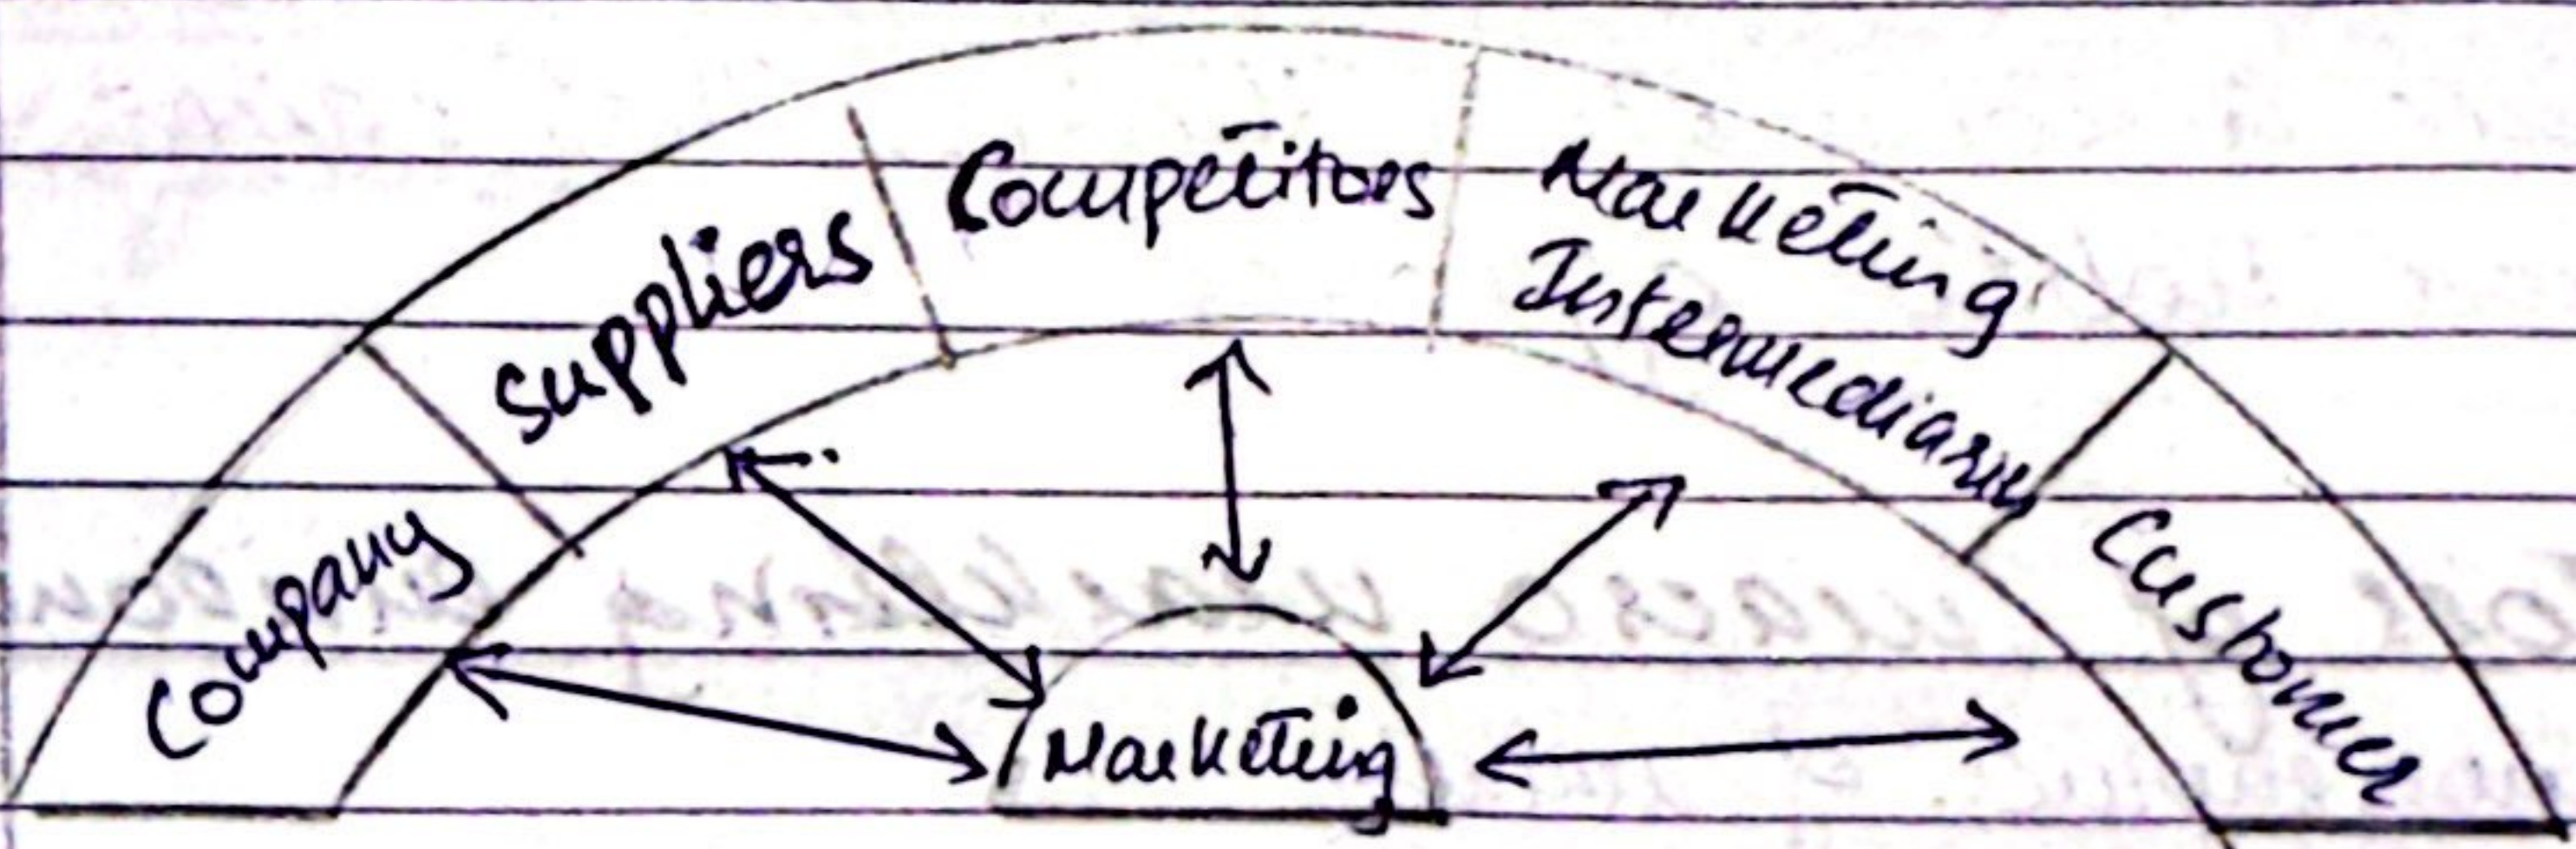 Company
Suppliers
Competitors
Marketing
Intermediary
Customer
Marketing